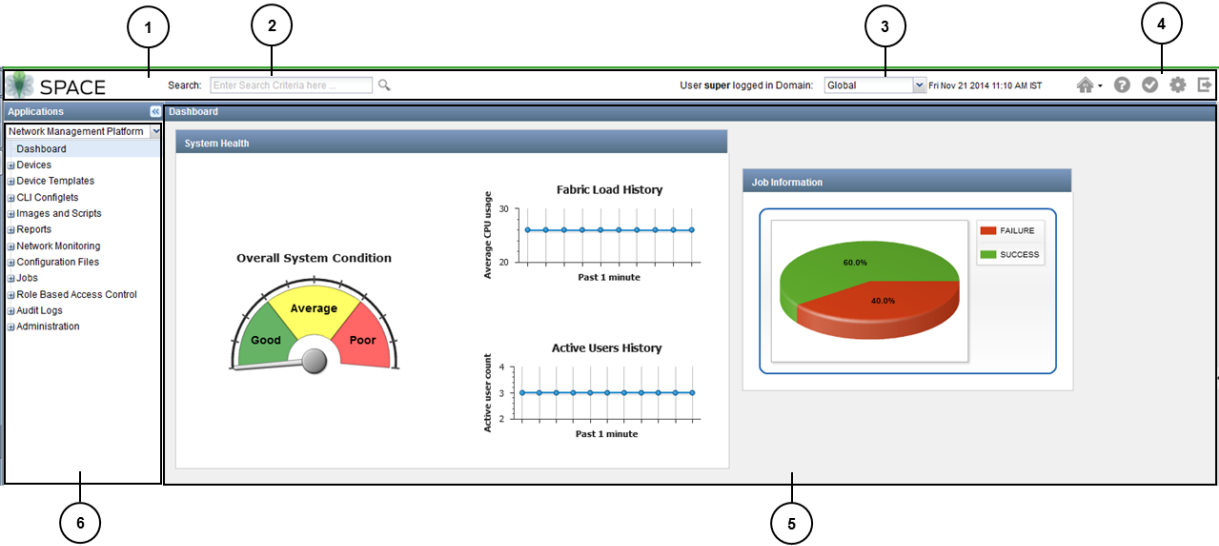 1
2
3
4
SPACE
Search: Enter Search Criteria here...
User super logged in Domain: Global Fri Nov 21 2014 11:10 AM IST
Applications
Network Management Platform
Dashboard
Devices
Device Templates
CLI Configlets
Images and Scripts
Reports
Network Monitoring
Configuration Files
Jobs
Role Based Access Control
Audit Logs
Administration
Dashboard
System Health
Overall System Condition
Good
Average
Poor
Fabric Load History
Average CPU usage
30
20
Past 1 minute
Active Users History
Active user count
4
3
2
Past 1 minute
Job Information
60.0%
40.0%
FAILURE
SUCCESS
6
5